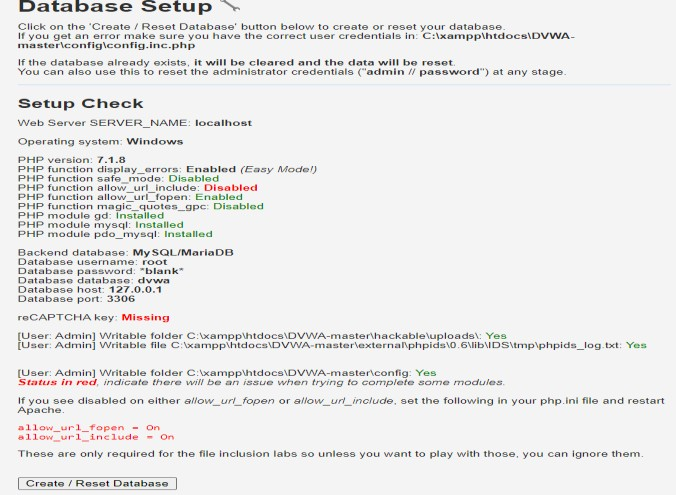 Database Setup
Click on the 'Create / Reset Database' button below to create or reset your database.
If you get an error make sure you have the correct user credentials in: C:\xampp\htdocs\DVWA-
master\config\config.inc.php
If the database already exists, it will be cleared and the data will be reset.
You can also use this to reset the administrator credentials ("admin // password") at any stage.
Setup Check
Web Server SERVER_NAME: localhost
Operating system: Windows
PHP version: 7.1.8
PHP function display_errors: Enabled (Easy Mode!)
PHP function safe_mode: Disabled
PHP function allow_url_include: Disabled
PHP function allow_url_fopen: Enabled
PHP function magic_quotes_gpc: Disabled
PHP module gd: Installed
PHP module mysql: Installed
PHP module pdo_mysql: Installed
Backend database: MySQL/MariaDB
Database username: root
Database password: *blank*
Database database: dvwa
Database host: 127.0.0.1
Database port: 3306
reCAPTCHA key: Missing
[User: Admin] Writable folder C:\xampp\htdocs\DVWA-master\hackable\uploads\: Yes
[User: Admin] Writable file C:\xampp\htdocs\DVWA-master\external\phpids\0.6\lib\IDS\tmp\phpids_log.txt: Yes
[User: Admin] Writable folder C:\xampp\htdocs\DVWA-master\config: Yes
Status in red, indicate there will be an issue when trying to complete some modules.
If you see disabled on either allow_url_fopen or allow_url_include, set the following in your php.ini file and restart
Apache.
allow_url_fopen = On
allow_url_include = On
These are only required for the file inclusion labs so unless you want to play with those, you can ignore them.
Create / Reset Database